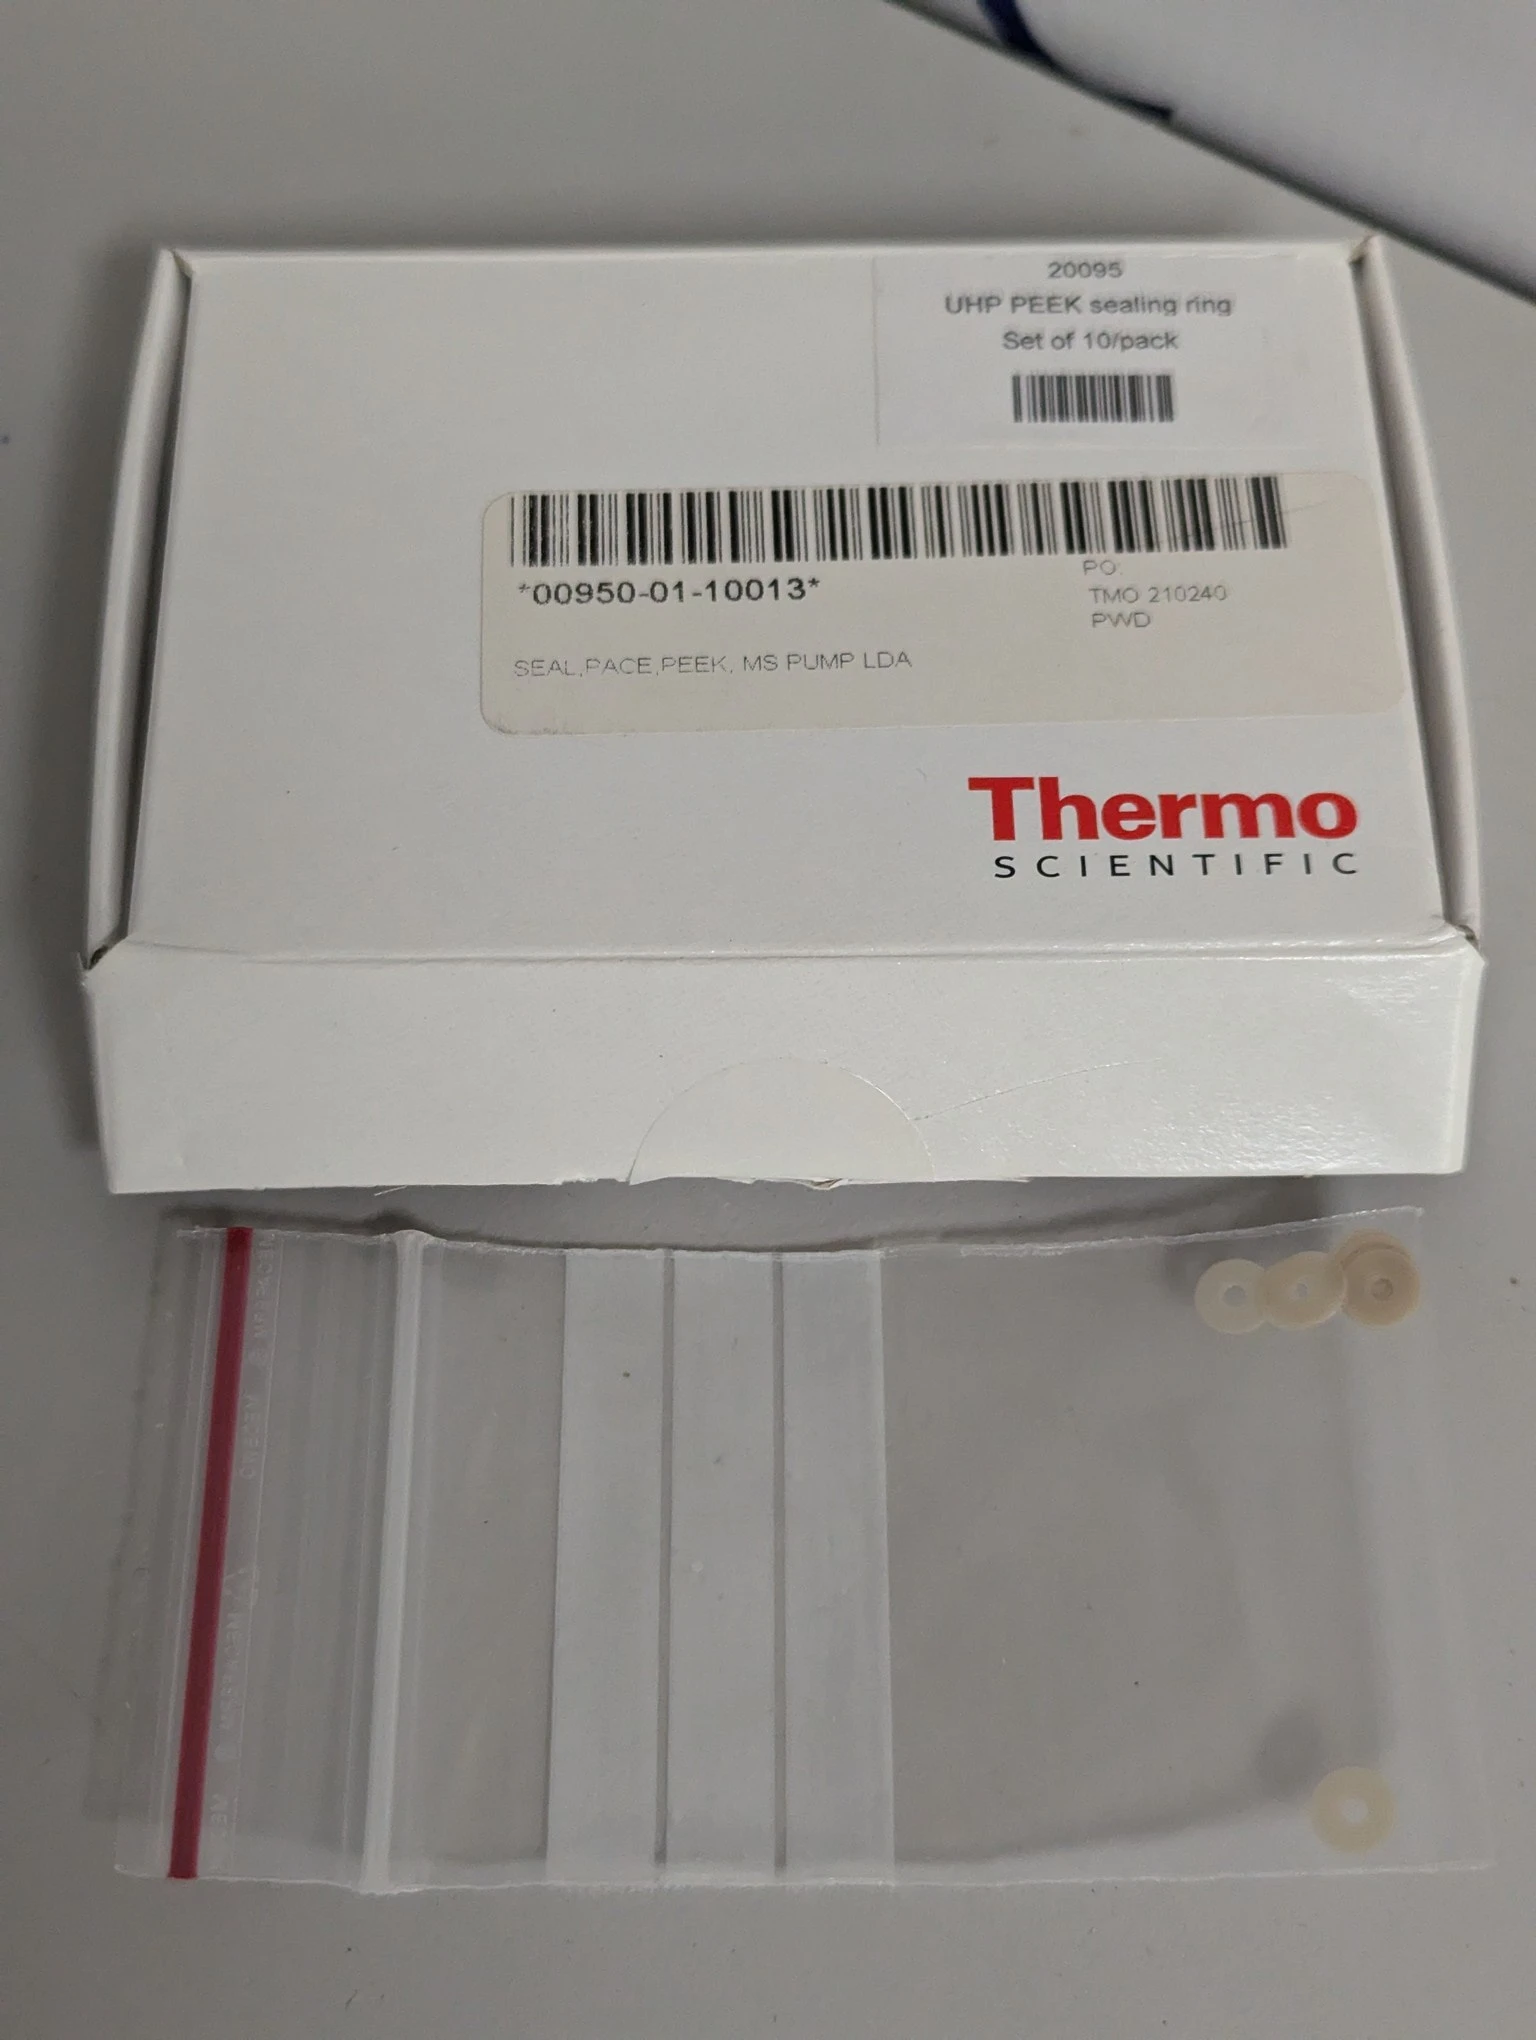 20095
UHP PEEK sealing ring
Set of 10/pack
*00950-01-10013*
PO:
TMO 210240
PWD
SEAL,PACE,PEEK, MS PUMP LDA
Thermo
SCIENTIFIC